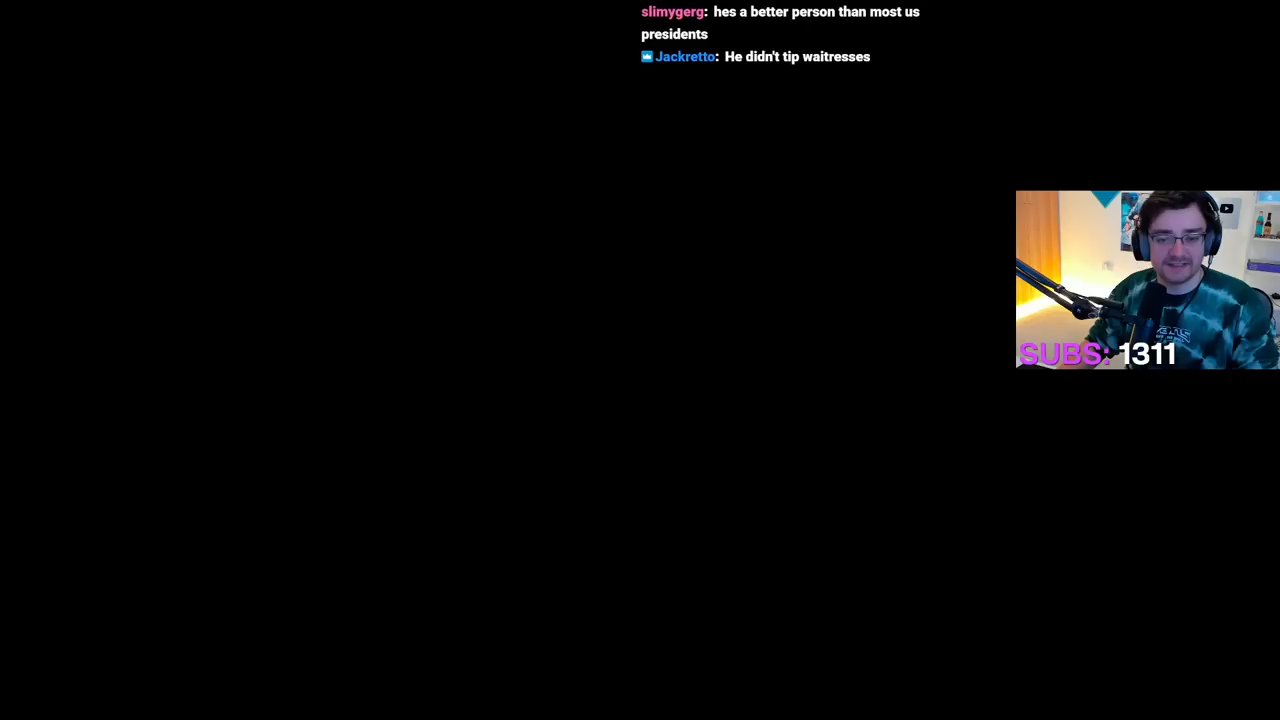 slimygerg: hes a better person than most us
presidents
Jackretto: He didn't tip waitresses
SUBS: 1311